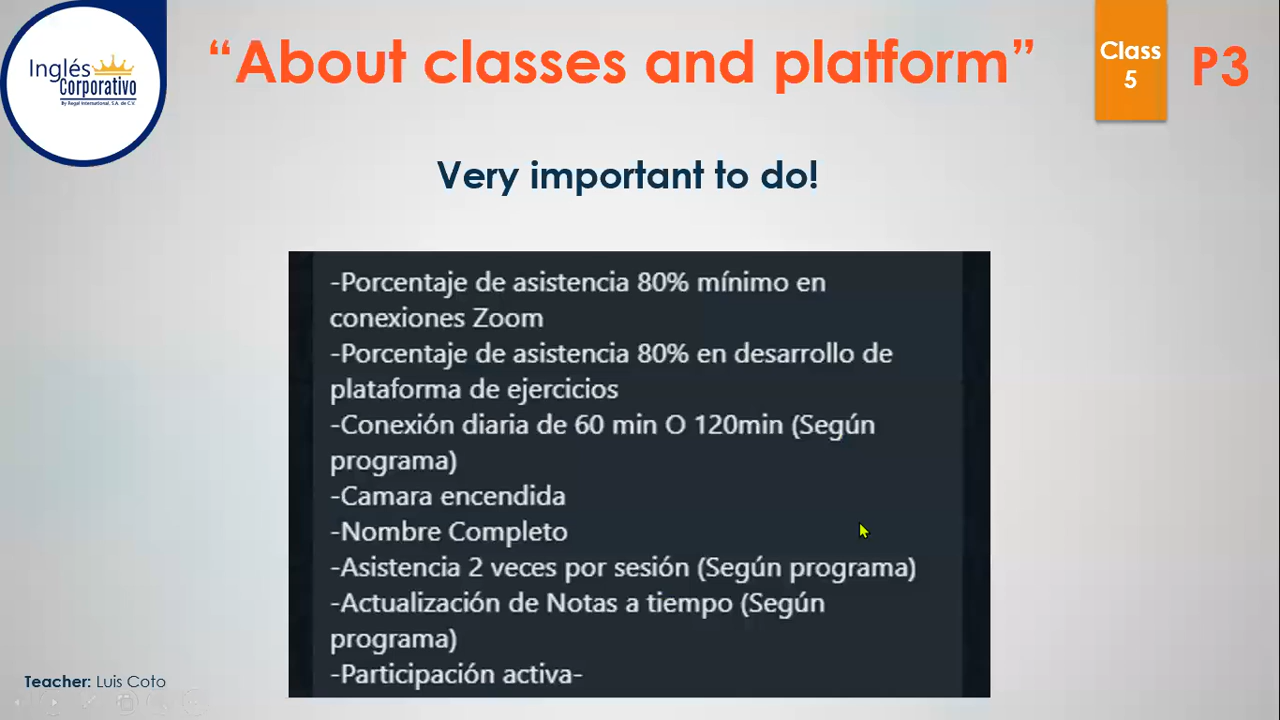 Inglés
Corporativo
By Regal International, S.A. de C.V.
“About classes and platform”
Class
5
P3
Very important to do!
-Porcentaje de asistencia 80% mínimo en
conexiones Zoom
-Porcentaje de asistencia 80% en desarrollo de
plataforma de ejercicios
-Conexión diaria de 60 min O 120min (Según
programa)
-Camara encendida
-Nombre Completo
-Asistencia 2 veces por sesión (Según programa)
-Actualización de Notas a tiempo (Según
programa)
-Participación activa-
Teacher: Luis Coto